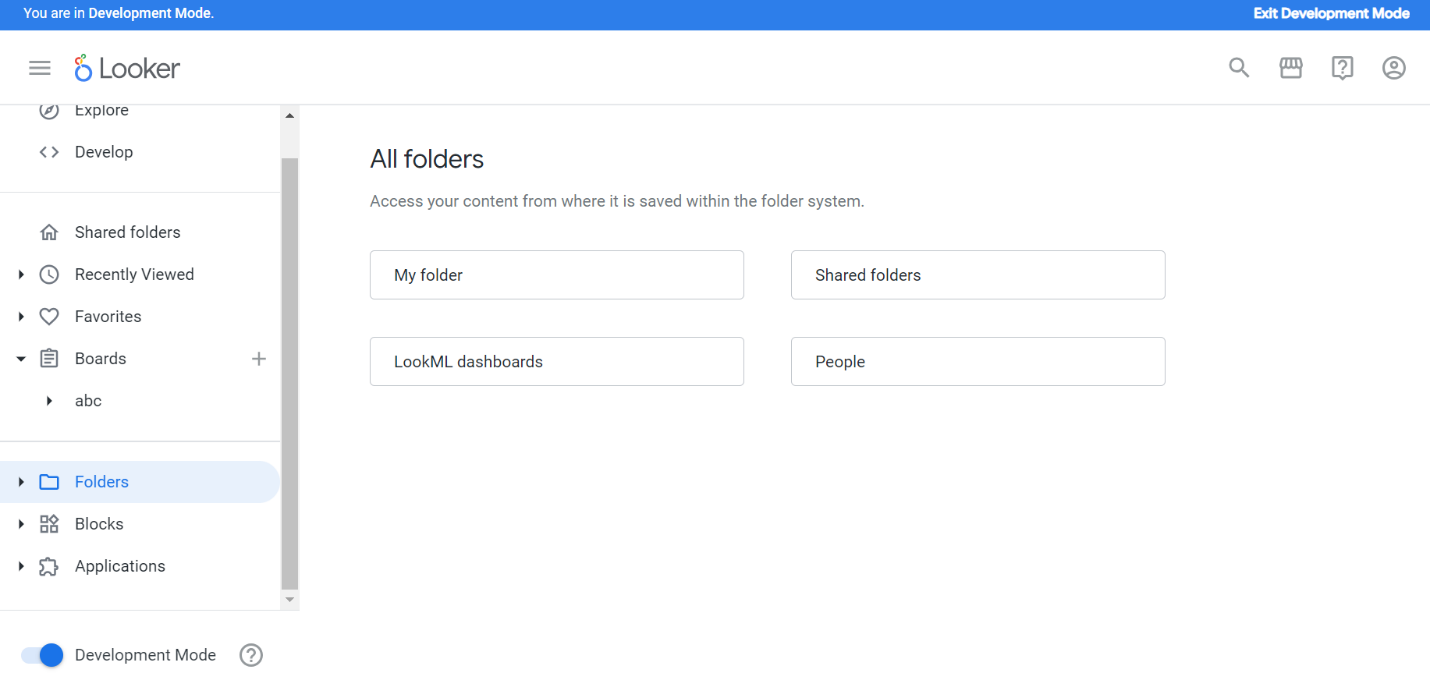 You are in Development Mode.
Exit Development Mode
Looker
Explore
Develop
Shared folders
Recently Viewed
Favorites
Boards
abc
Folders
Blocks
Applications
Development Mode
All folders
Access your content from where it is saved within the folder system.
My folder
Shared folders
LookML dashboards
People